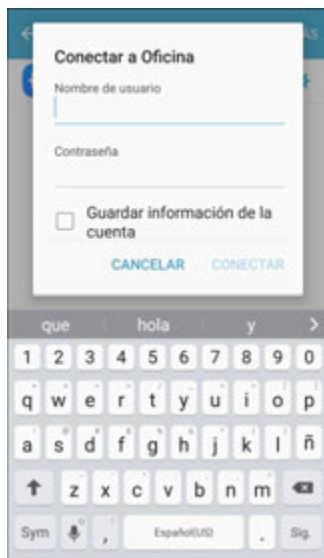 AS
Conectar a Oficina
Nombre de usuario
Contraseña
Guardar información de la
cuenta
CANCELAR CONECTAR
que hola y
1 2 3 4 5 6 7 8 9 0
q w e r t y u i o p
a s d f g h j k l ñ
z x c v b n m
Sym , Español(US) . Sig.